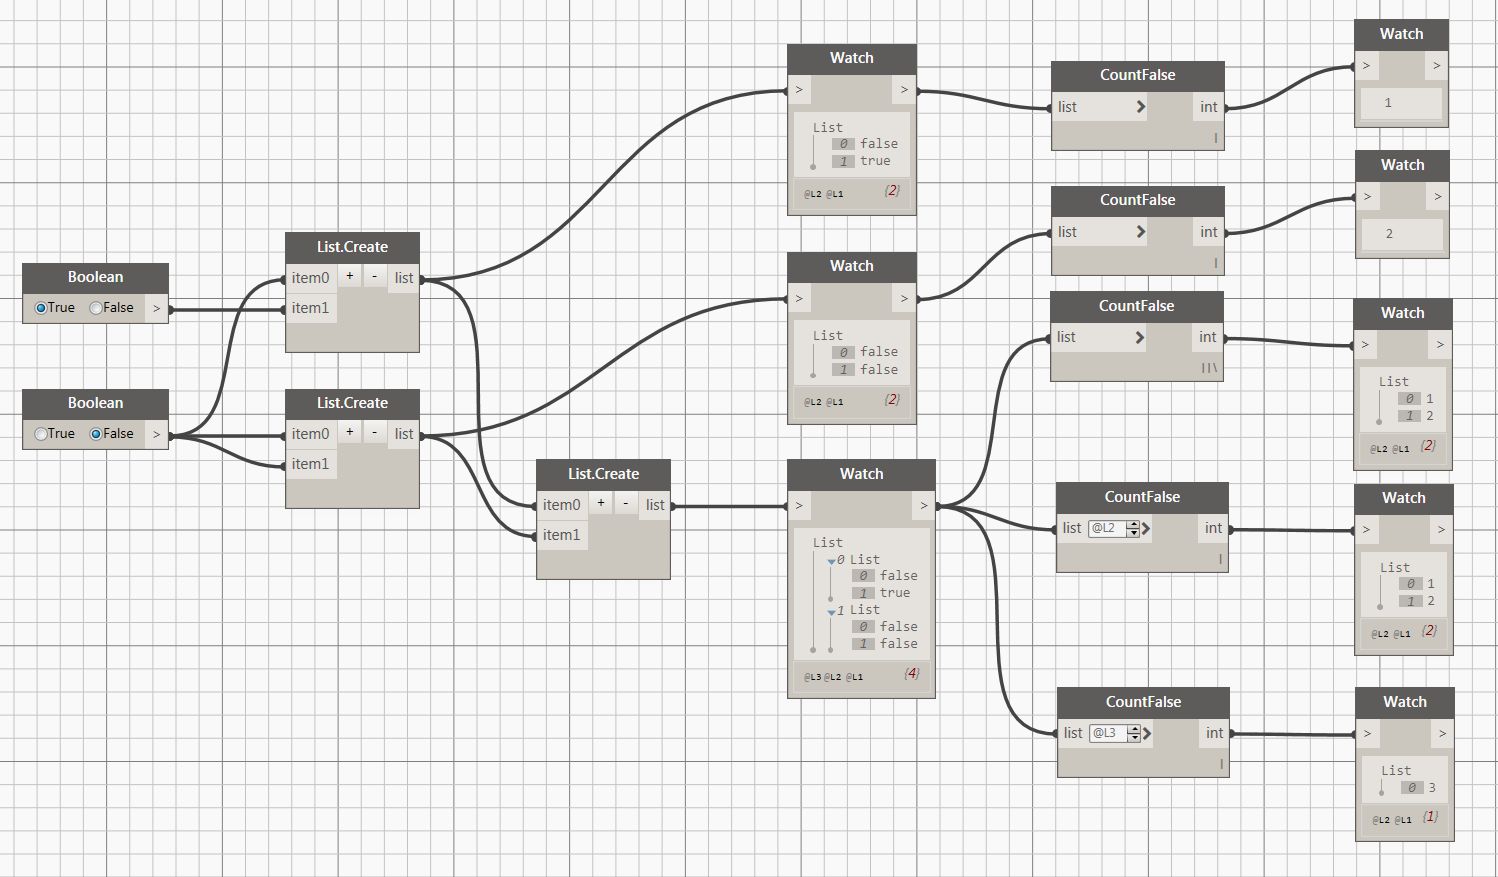 Boolean
True False >
Boolean
True False >
List.Create
item0 + - list
item1
List.Create
item0 + - list
item1
List.Create
item0 + - list
item1
Watch
> >
List
0 false
1 true
@L2 @L1 {2}
Watch
> >
List
0 false
1 false
@L2 @L1 {2}
Watch
> >
List
0 List
0 false
1 true
1 List
0 false
1 false
@L3 @L2 @L1 {4}
CountFalse
list > int
|
CountFalse
list > int
|
CountFalse
list > int
||\
CountFalse
list @L2 > int
|
CountFalse
list @L3 > int
|
Watch
> >
1
Watch
> >
2
Watch
> >
List
0 1
1 2
@L2 @L1 {2}
Watch
> >
List
0 1
1 2
@L2 @L1 {2}
Watch
> >
List
0 3
@L2 @L1 {1}